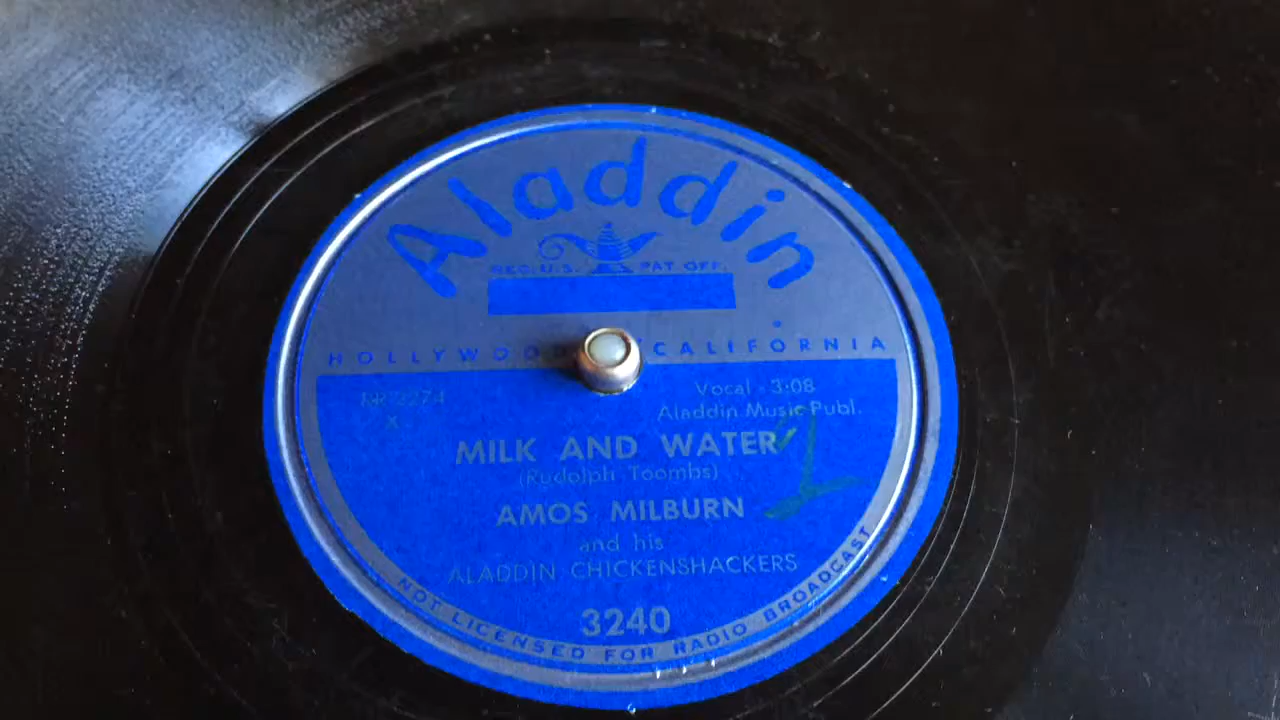 Aladdin
REG. U.S. PAT. OFF.
HOLLYWOOD CALIFORNIA
Vocal - 3:08
X Aladdin Music Publ.
MILK AND WATER
(Rudolph Toombs)
AMOS MILBURN
and his
ALADDIN CHICKENSHACKERS
3240
NOT LICENSED FOR RADIO BROADCAST